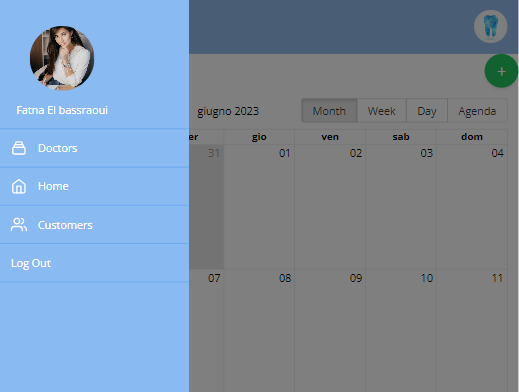 Fatna El bassraoui
Doctors
Home
Customers
Log Out
+
giugno 2023
Month Week Day Agenda
er gio ven sab dom
31 01 02 03 04
07 08 09 10 11